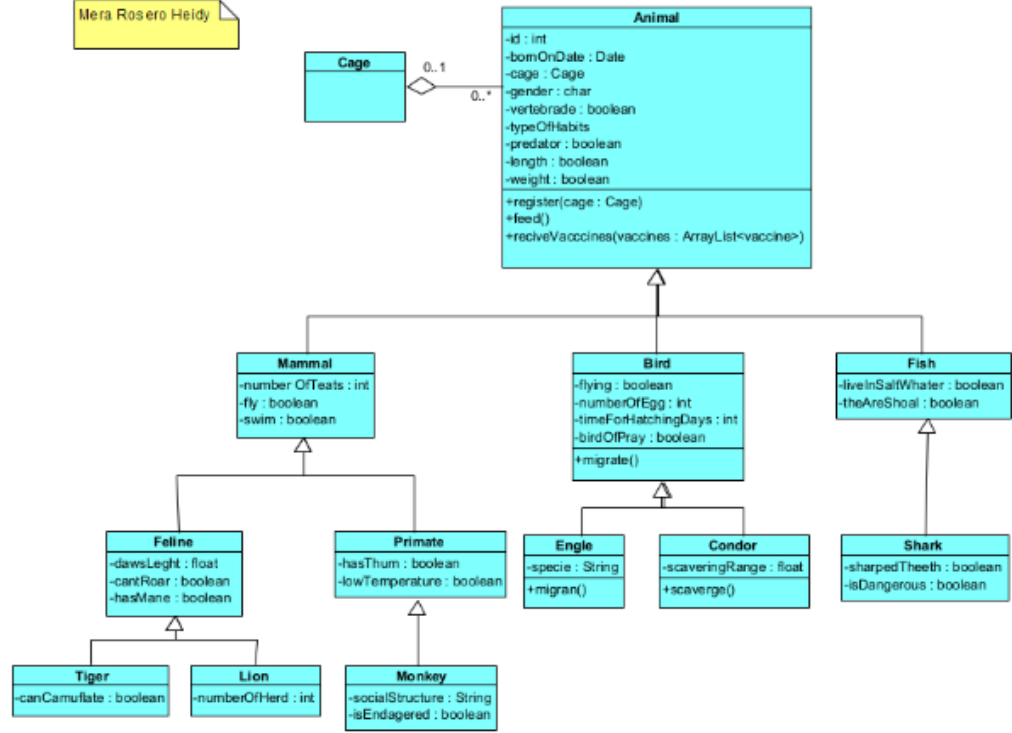 Mera Rosero Heidy
Animal
-id : int
-bornOnDate : Date
-cage : Cage
-gender : char
-vertebrade : boolean
-typeOfHabits
-predator : boolean
-length : boolean
-weight : boolean
+register(cage : Cage)
+feed()
+reciveVacccines(vaccines : ArrayList<vaccine>)
Cage
0..1
0..*
Mammal
-number OfTeats : int
-fly : boolean
-swim : boolean
Bird
-flying : boolean
-numberOfEgg : int
-timeForHatchingDays : int
-birdOfPray : boolean
+migrate()
Fish
-liveInSaltWhater : boolean
-theAreShoal : boolean
Feline
-dawsLeght : float
-cantRoar : boolean
-hasMane : boolean
Primate
-hasThum : boolean
-lowTemperature : boolean
Engle
-specie : String
+migran()
Condor
-scaveringRange : float
+scaverge()
Shark
-sharpedTheeth : boolean
-isDangerous : boolean
Tiger
-canCamuflate : boolean
Lion
-numberOfHerd : int
Monkey
-socialStructure : String
-isEndagered : boolean